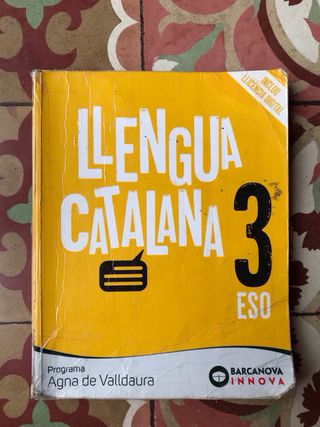 INCLOU
LLICÈNCIA DIGITAL
LLENGUA
CATALANA
3
ESO
Programa
Agna de Valldaura
BARCANOVA
INNOVA